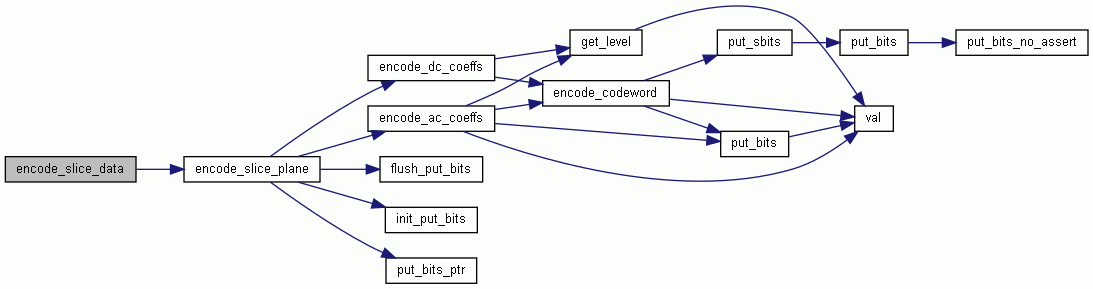 encode_slice_data
encode_slice_plane
encode_dc_coeffs
encode_ac_coeffs
flush_put_bits
init_put_bits
put_bits_ptr
get_level
encode_codeword
put_sbits
put_bits
put_bits
put_bits_no_assert
val